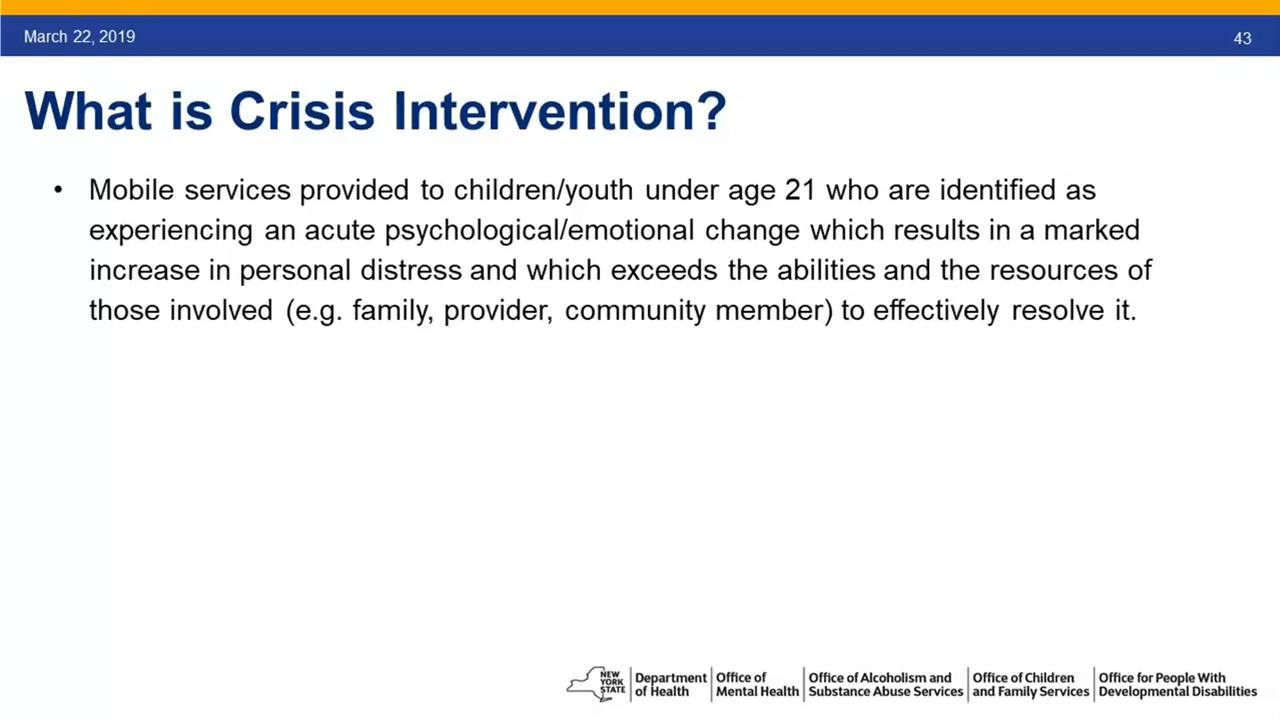 March 22, 2019
43
What is Crisis Intervention?
• Mobile services provided to children/youth under age 21 who are identified as
experiencing an acute psychological/emotional change which results in a marked
increase in personal distress and which exceeds the abilities and the resources of
those involved (e.g. family, provider, community member) to effectively resolve it.
NEW
YORK
STATE
Department
of Health
Office of
Mental Health
Office of Alcoholism and
Substance Abuse Services
Office of Children
and Family Services
Office for People With
Developmental Disabilities